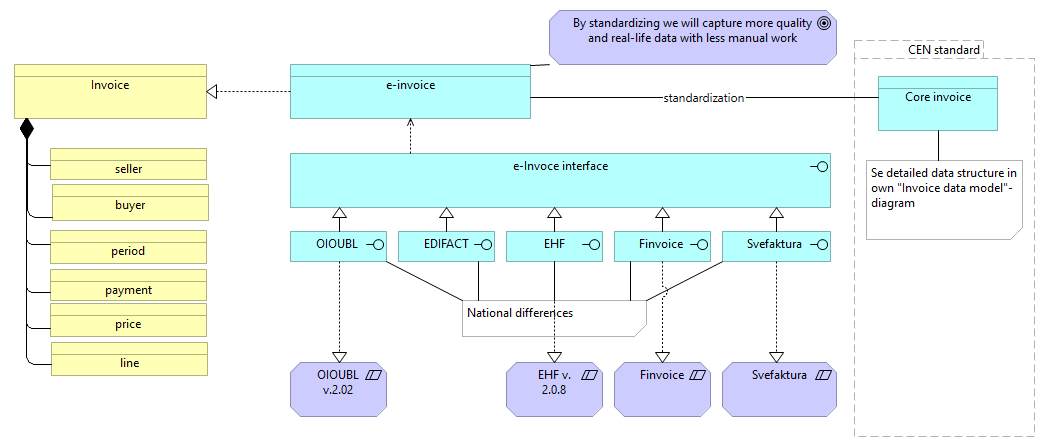 By standardizing we will capture more quality
and real-life data with less manual work
CEN standard
Invoice
e-invoice
standardization
Core invoice
e-Invoce interface
seller
buyer
period
payment
price
line
Se detailed data structure in
own "Invoice data model"-
diagram
OIOUBL
EDIFACT
EHF
Finvoice
Svefaktura
National differences
OIOUBL
v.2.02
EHF v.
2.0.8
Finvoice
Svefaktura